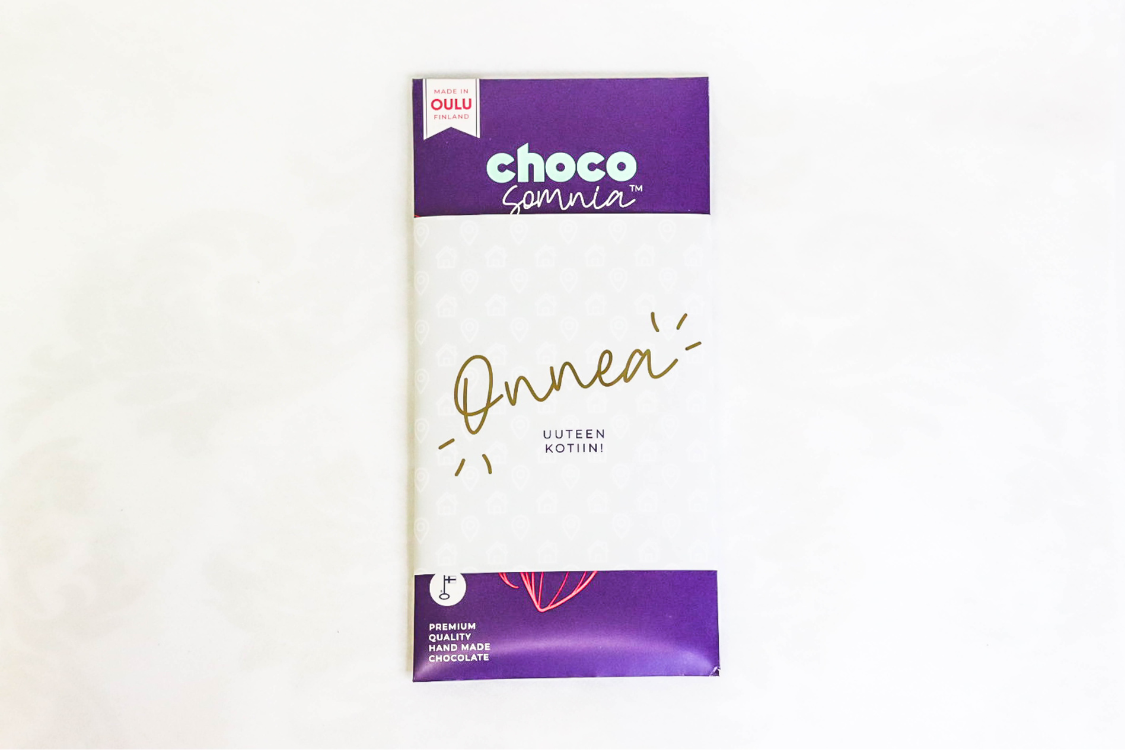 MADE IN
OULU
FINLAND
choco
somnia™
Onnea
UUTEEN
KOTIIN!
PREMIUM
QUALITY
HAND MADE
CHOCOLATE